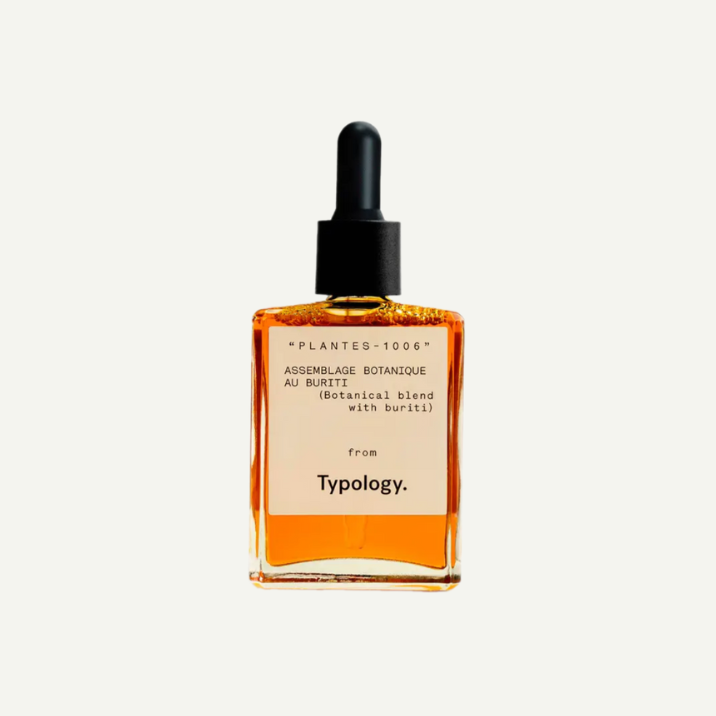 “PLANTES-1006”
ASSEMBLAGE BOTANIQUE
AU BURITI
(Botanical blend
with buriti)
from
Typology.